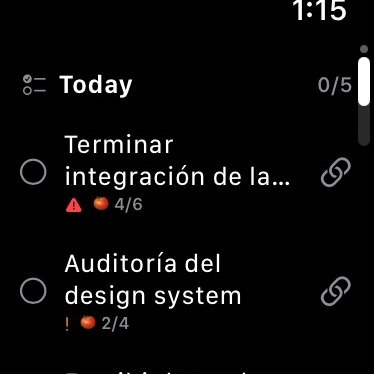 1:15
Today 0/5
Terminar
integración de la...
4/6
Auditoría del
design system
! 2/4